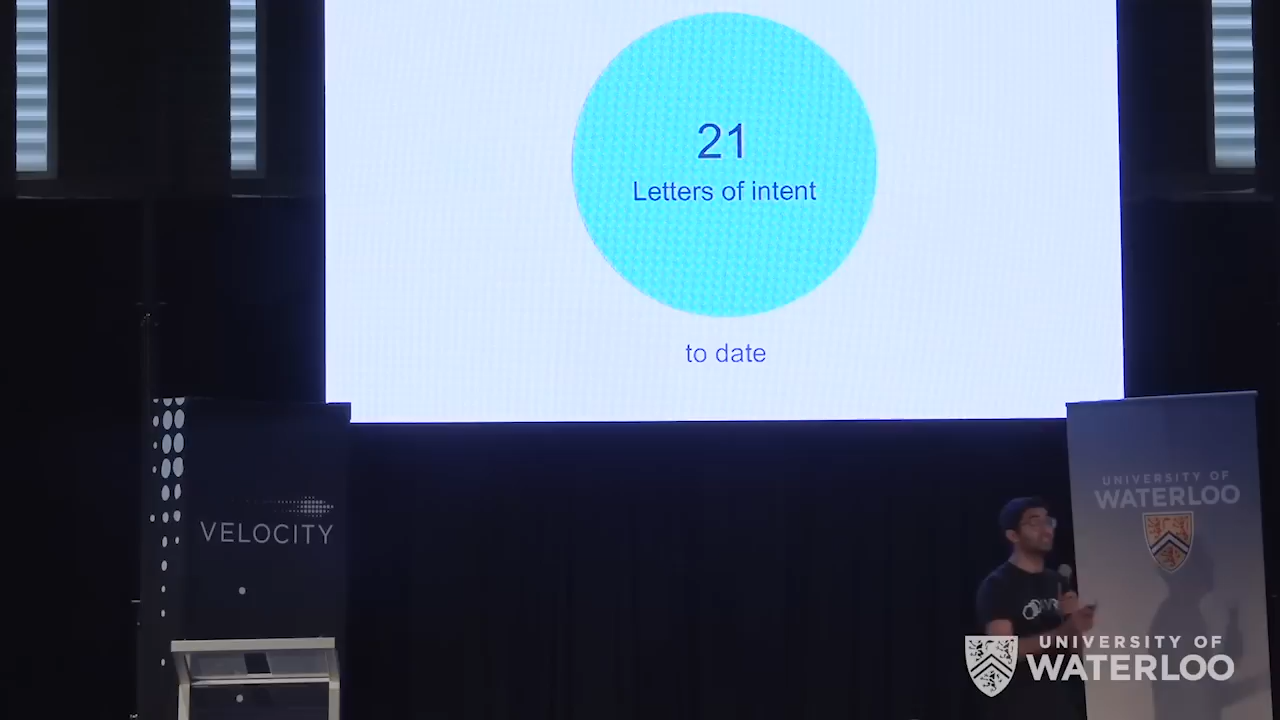 21
Letters of intent
to date
VELOCITY
UNIVERSITY OF
WATERLOO
UNIVERSITY OF
WATERLOO